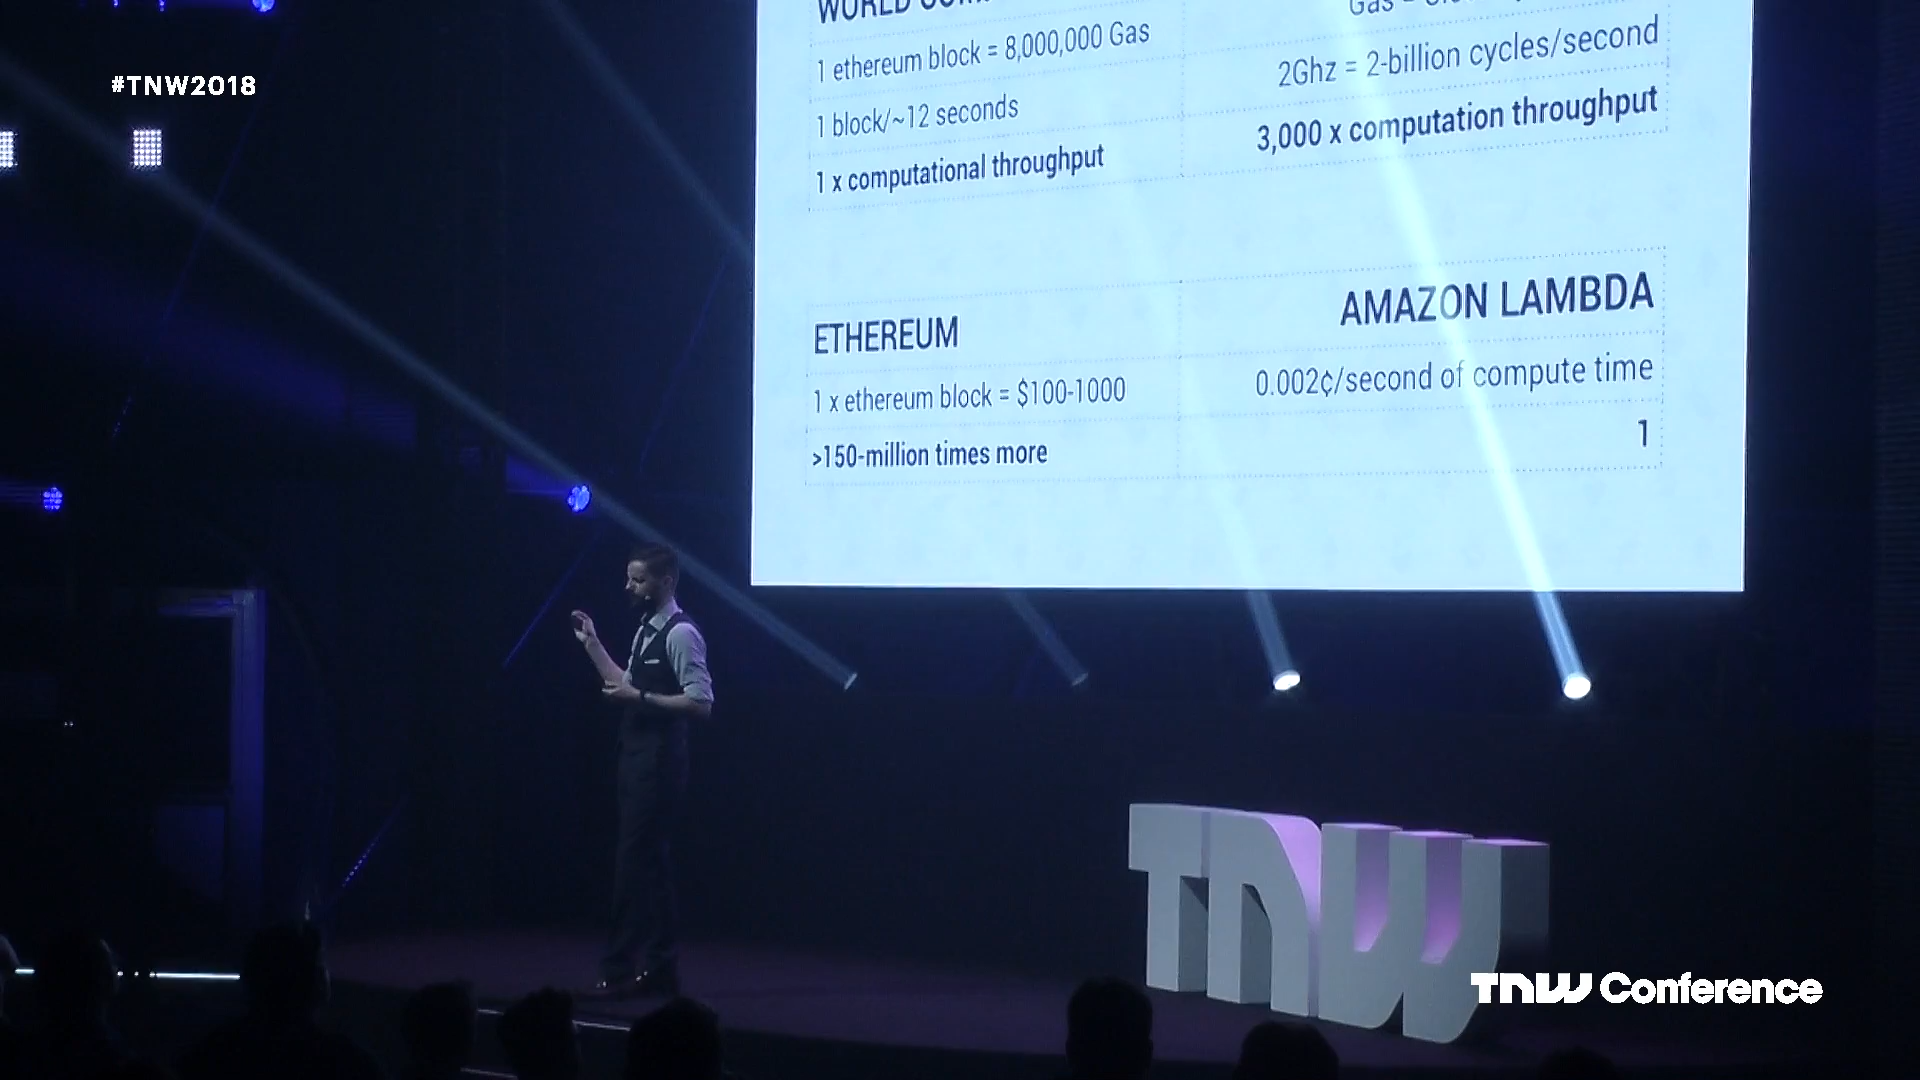 #TNW2018
WORLD
1 ethereum block = 8,000,000 Gas
1 block/~12 seconds
1 x computational throughput
Gas =
2Ghz = 2-billion cycles/second
3,000 x computation throughput
ETHEREUM
1 x ethereum block = $100-1000
>150-million times more
AMAZON LAMBDA
0.002¢/second of compute time
1
TNW
TNW Conference